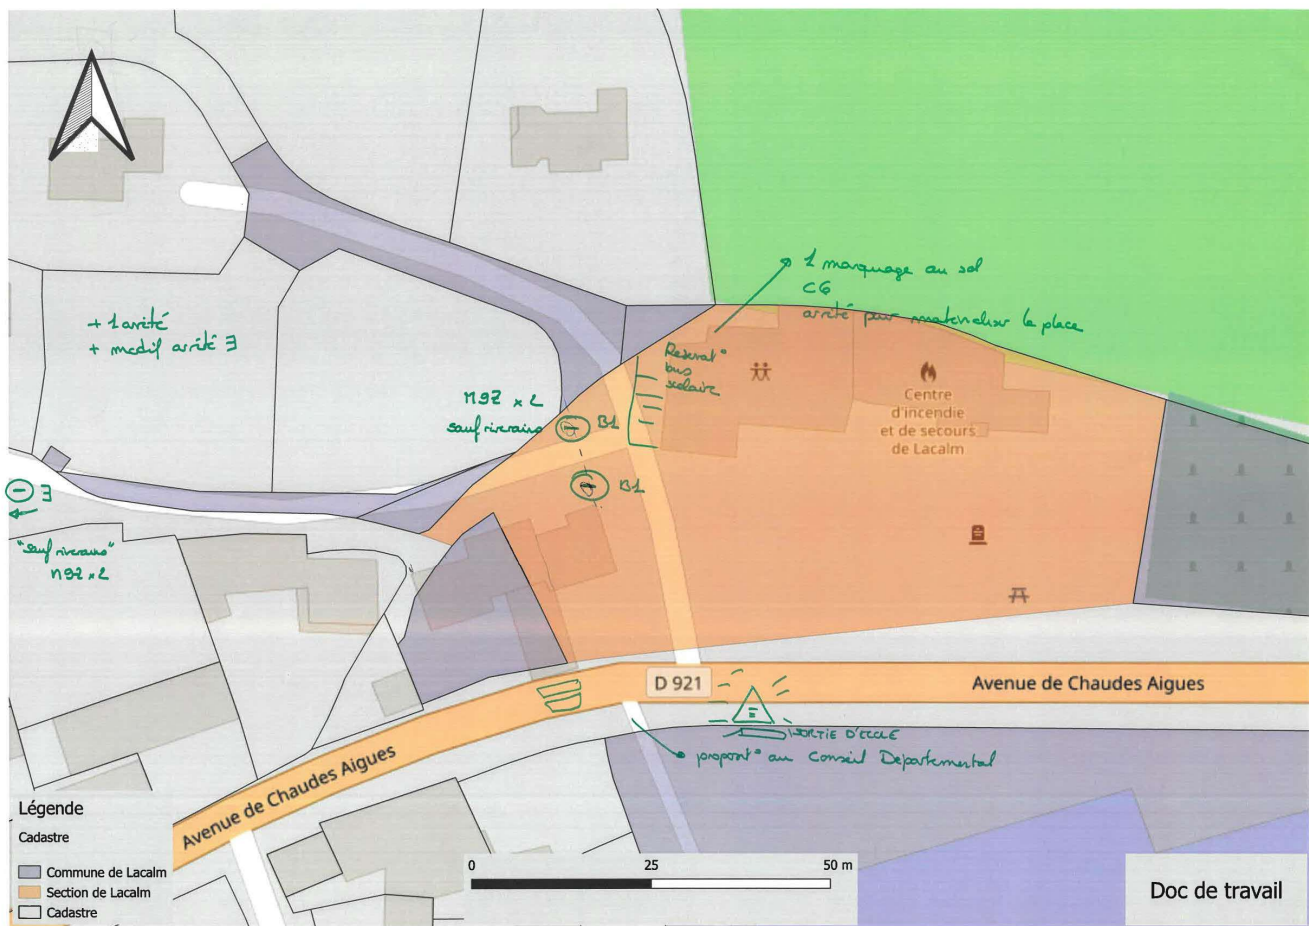 1 marquage au sol
C6
arrêté pour matérialiser la place
+ 1 arrêté
+ modif arrêté 3
Réservat°
bus
scolaire
M9Z x 2
sauf riverains
B1
B1
Centre
d'incendie
et de secours
de Lacalm
3
"sauf riverains"
M9Z x 2
D 921
Avenue de Chaudes Aigues
SORTIE D'ECOLE
proposit° au Conseil Départemental
Avenue de Chaudes Aigues
Légende
Cadastre
Commune de Lacalm
Section de Lacalm
Cadastre
0 25 50 m
Doc de travail